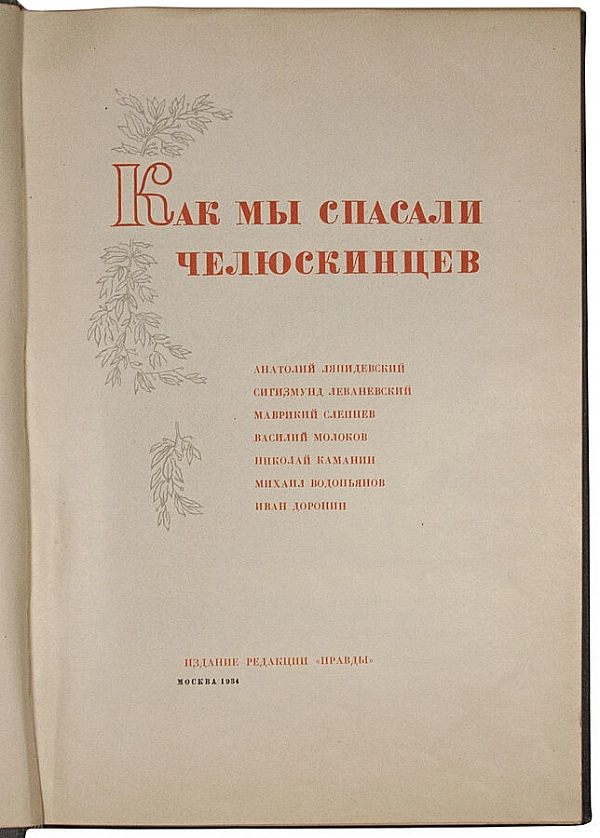 Как мы спасали
челюскинцев
Анатолий Ляпидевский
Сигизмунд Леваневский
Маврикий Слепнев
Василий Молоков
Николай Каманин
Михаил Водопьянов
Иван Доронин
Издание редакции «Правды»
Москва 1934